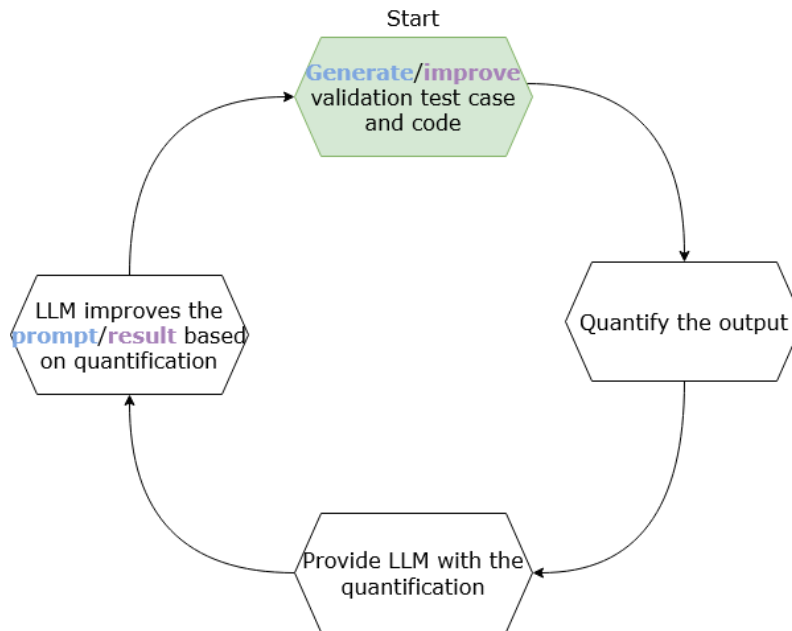 Start
Generate/improve
validation test case
and code
Quantify the output
Provide LLM with the
quantification
LLM improves the
prompt/result based
on quantification